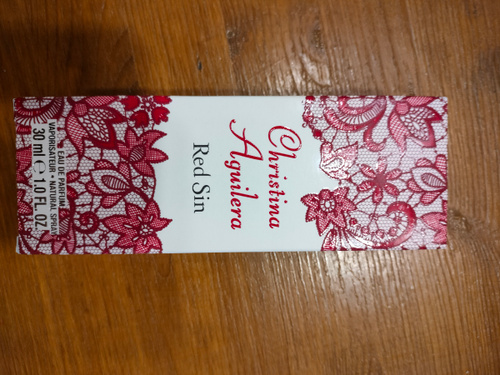 Christina
Aguilera
Red Sin
EAU DE PARFUM
VAPORISATEUR • NATURAL SPRAY
30 ml ℮ 1.0 FL. OZ.